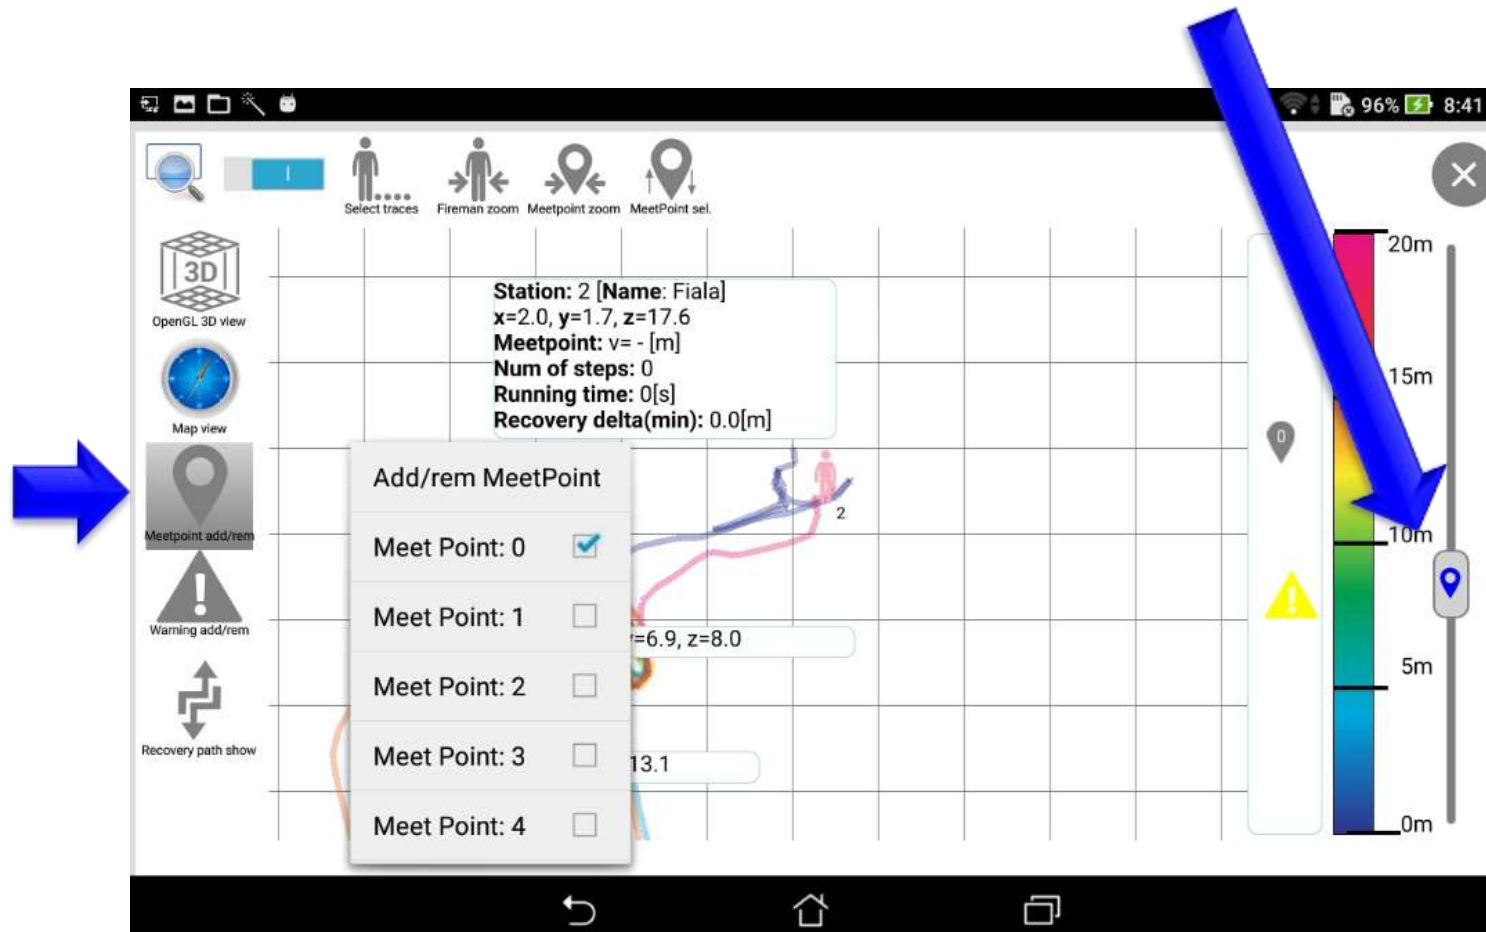 96% 8:41
Select traces
Fireman zoom
Meetpoint zoom
MeetPoint sel.
3D
OpenGL 3D view
Map view
Meetpoint add/rem
Warning add/rem
Recovery path show
Station: 2 [Name: Fiala]
x=2.0, y=1.7, z=17.6
Meetpoint: v= - [m]
Num of steps: 0
Running time: 0[s]
Recovery delta(min): 0.0[m]
Add/rem MeetPoint
Meet Point: 0
Meet Point: 1
Meet Point: 2
Meet Point: 3
Meet Point: 4
2
=6.9, z=8.0
13.1
0
20m
15m
10m
5m
0m